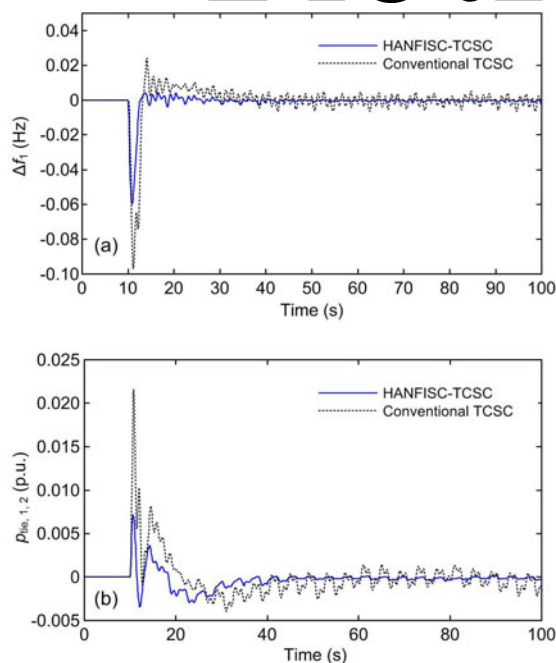 HANFISC-TCSC
Conventional TCSC
0.04
0.02
0
-0.02
-0.04
-0.06
-0.08
-0.10
Δf1 (Hz)
(a)
0 10 20 30 40 50 60 70 80 90 100
Time (s)
HANFISC-TCSC
Conventional TCSC
0.025
0.020
0.015
0.010
0.005
0
-0.005
ptie, 1, 2 (p.u.)
(b)
0 20 40 60 80 100
Time (s)